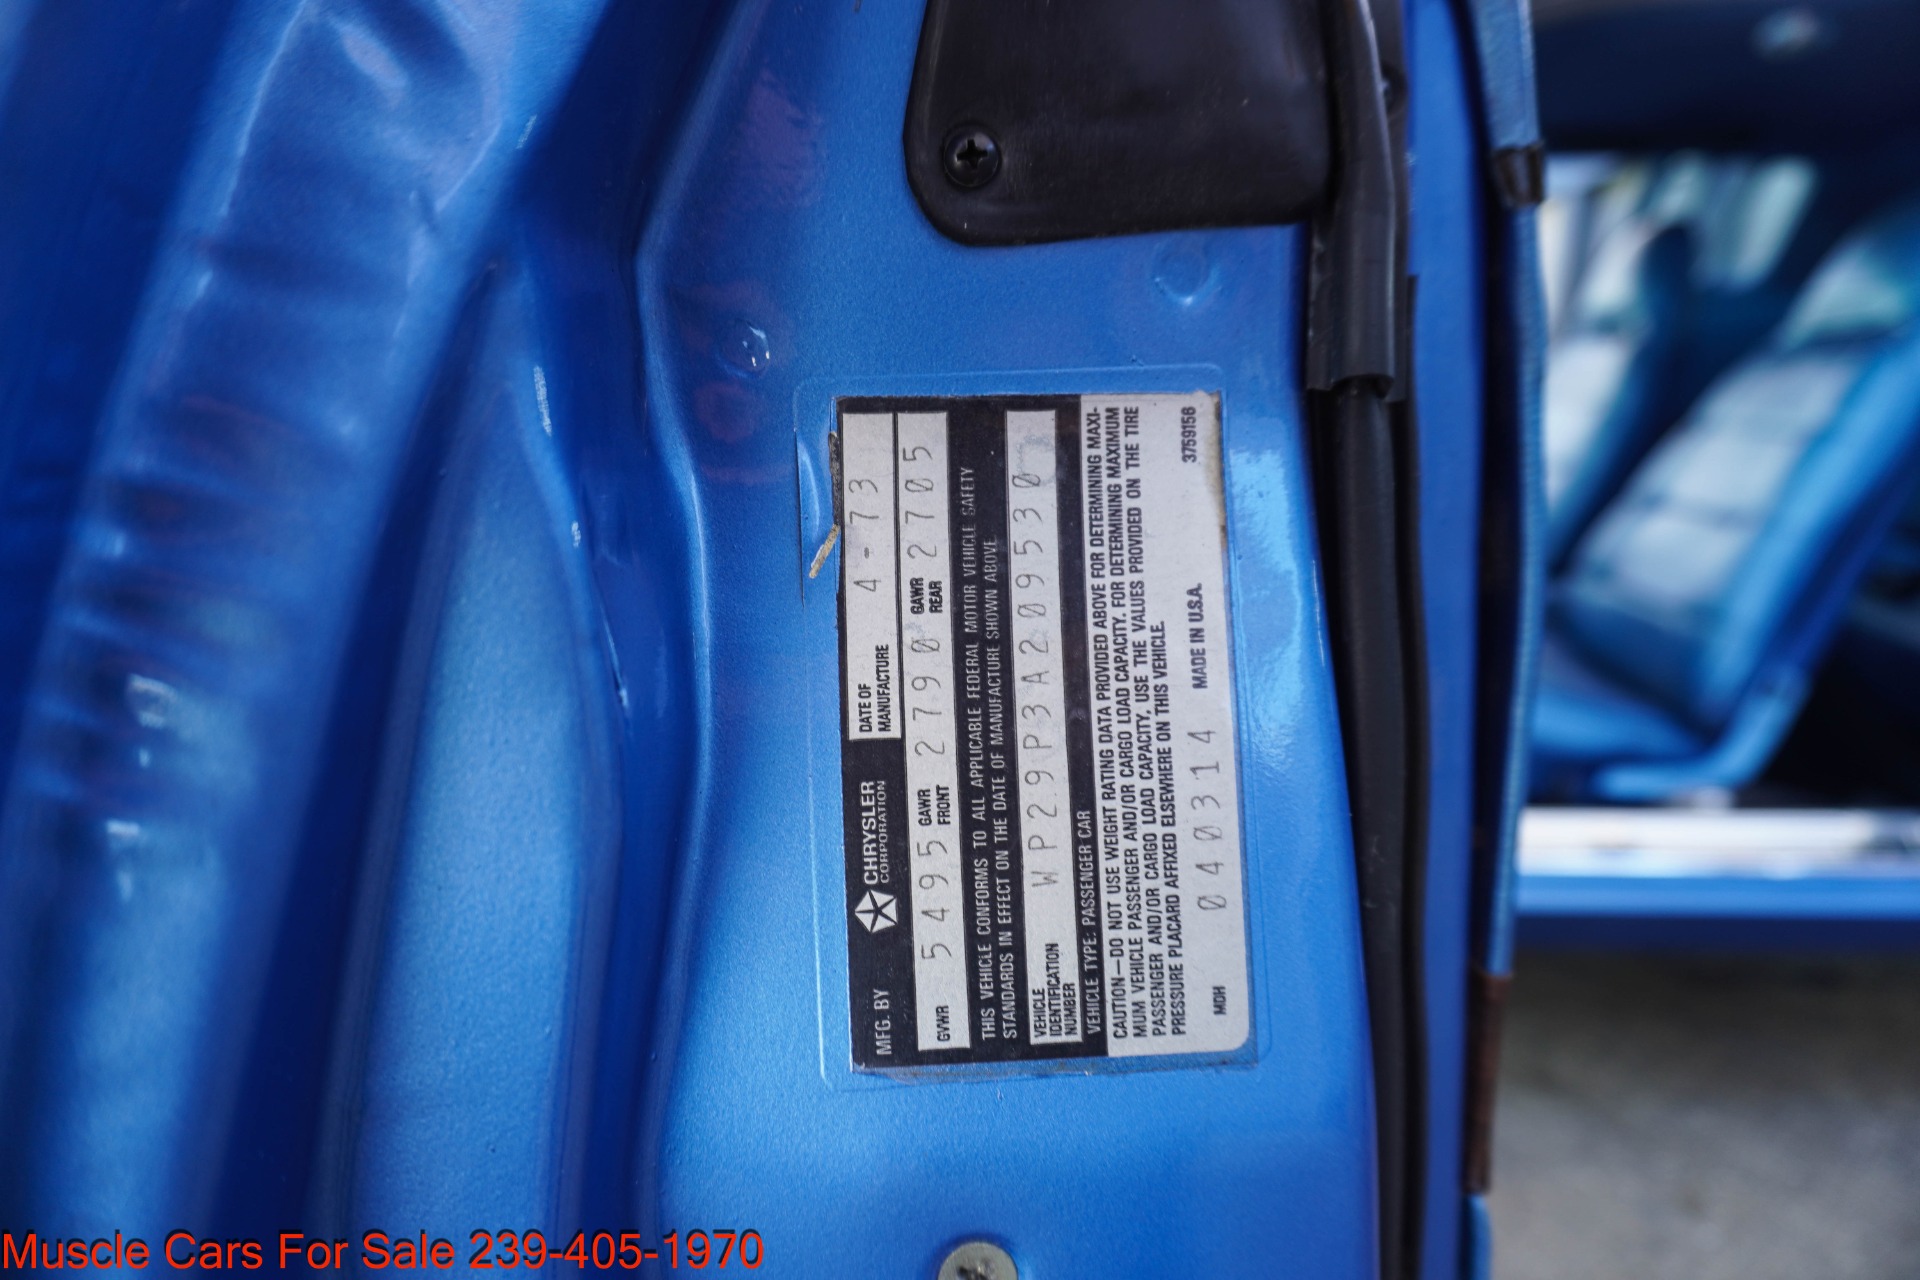 MFG. BY CHRYSLER CORPORATION
DATE OF MANUFACTURE 4-73
GVWR 5495 GAWR FRONT 2790 GAWR REAR 2705
THIS VEHICLE CONFORMS TO ALL APPLICABLE FEDERAL MOTOR VEHICLE SAFETY
STANDARDS IN EFFECT ON THE DATE OF MANUFACTURE SHOWN ABOVE
VEHICLE IDENTIFICATION NUMBER WP29P3A209530
VEHICLE TYPE: PASSENGER CAR
CAUTION—DO NOT USE WEIGHT RATING DATA PROVIDED ABOVE FOR DETERMINING MAXI-
MUM VEHICLE PASSENGER AND/OR CARGO LOAD CAPACITY. FOR DETERMINING MAXIMUM
PASSENGER AND/OR CARGO LOAD CAPACITY, USE THE VALUES PROVIDED ON THE TIRE
PRESSURE PLACARD AFFIXED ELSEWHERE ON THIS VEHICLE.
3759156
MDH 040314 MADE IN U.S.A.
Muscle Cars For Sale 239-405-1970